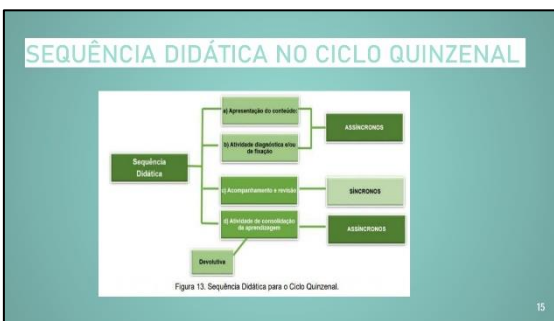 SEQUÊNCIA DIDÁTICA NO CICLO QUINZENAL
Sequência
Didática
a) Apresentação do conteúdo;
b) Atividade diagnóstica e/ou
de fixação
ASSÍNCRONOS
c) Acompanhamento e revisão
SÍNCRONOS
d) Atividade de consolidação
da aprendizagem
ASSÍNCRONOS
Devolutiva
Figura 13. Sequência Didática para o Ciclo Quinzenal.
15